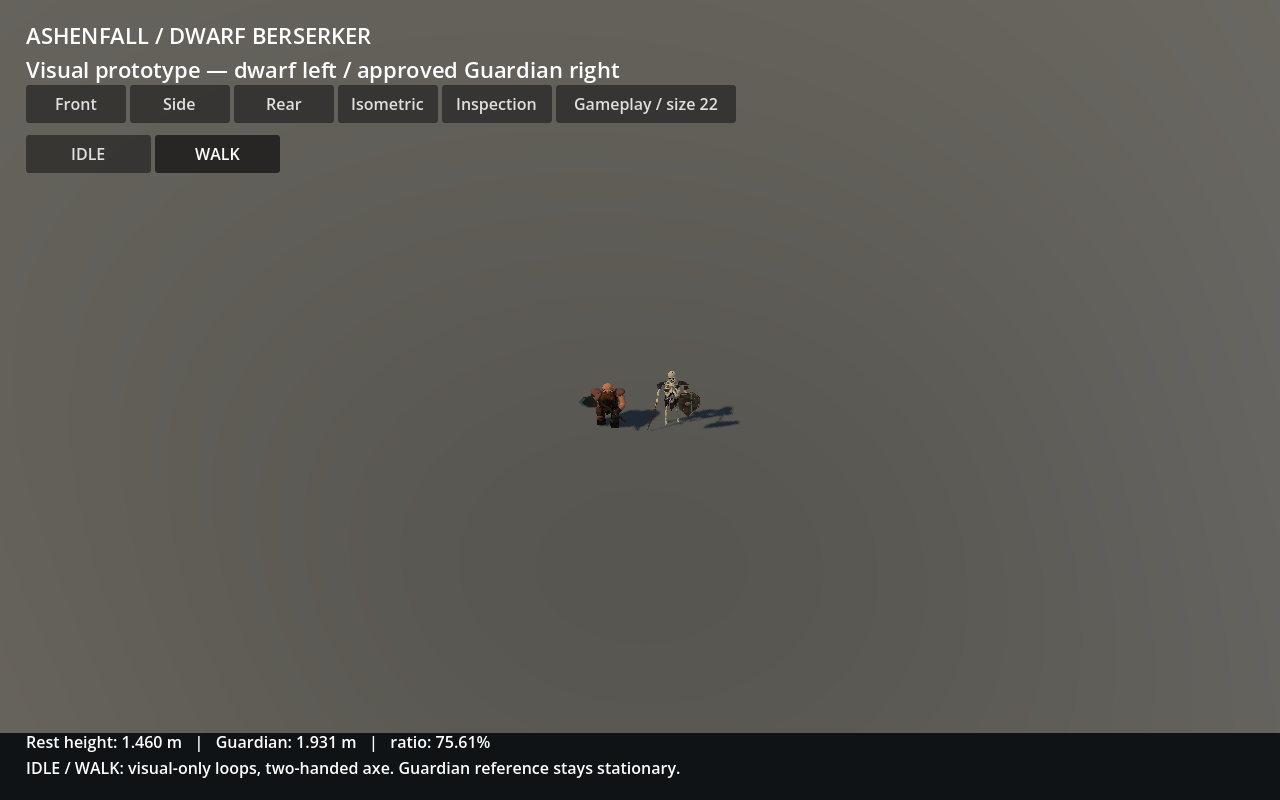 ASHENFALL / DWARF BERSERKER
Visual prototype — dwarf left / approved Guardian right
Front Side Rear Isometric Inspection Gameplay / size 22
IDLE WALK
Rest height: 1.460 m | Guardian: 1.931 m | ratio: 75.61%
IDLE / WALK: visual-only loops, two-handed axe. Guardian reference stays stationary.